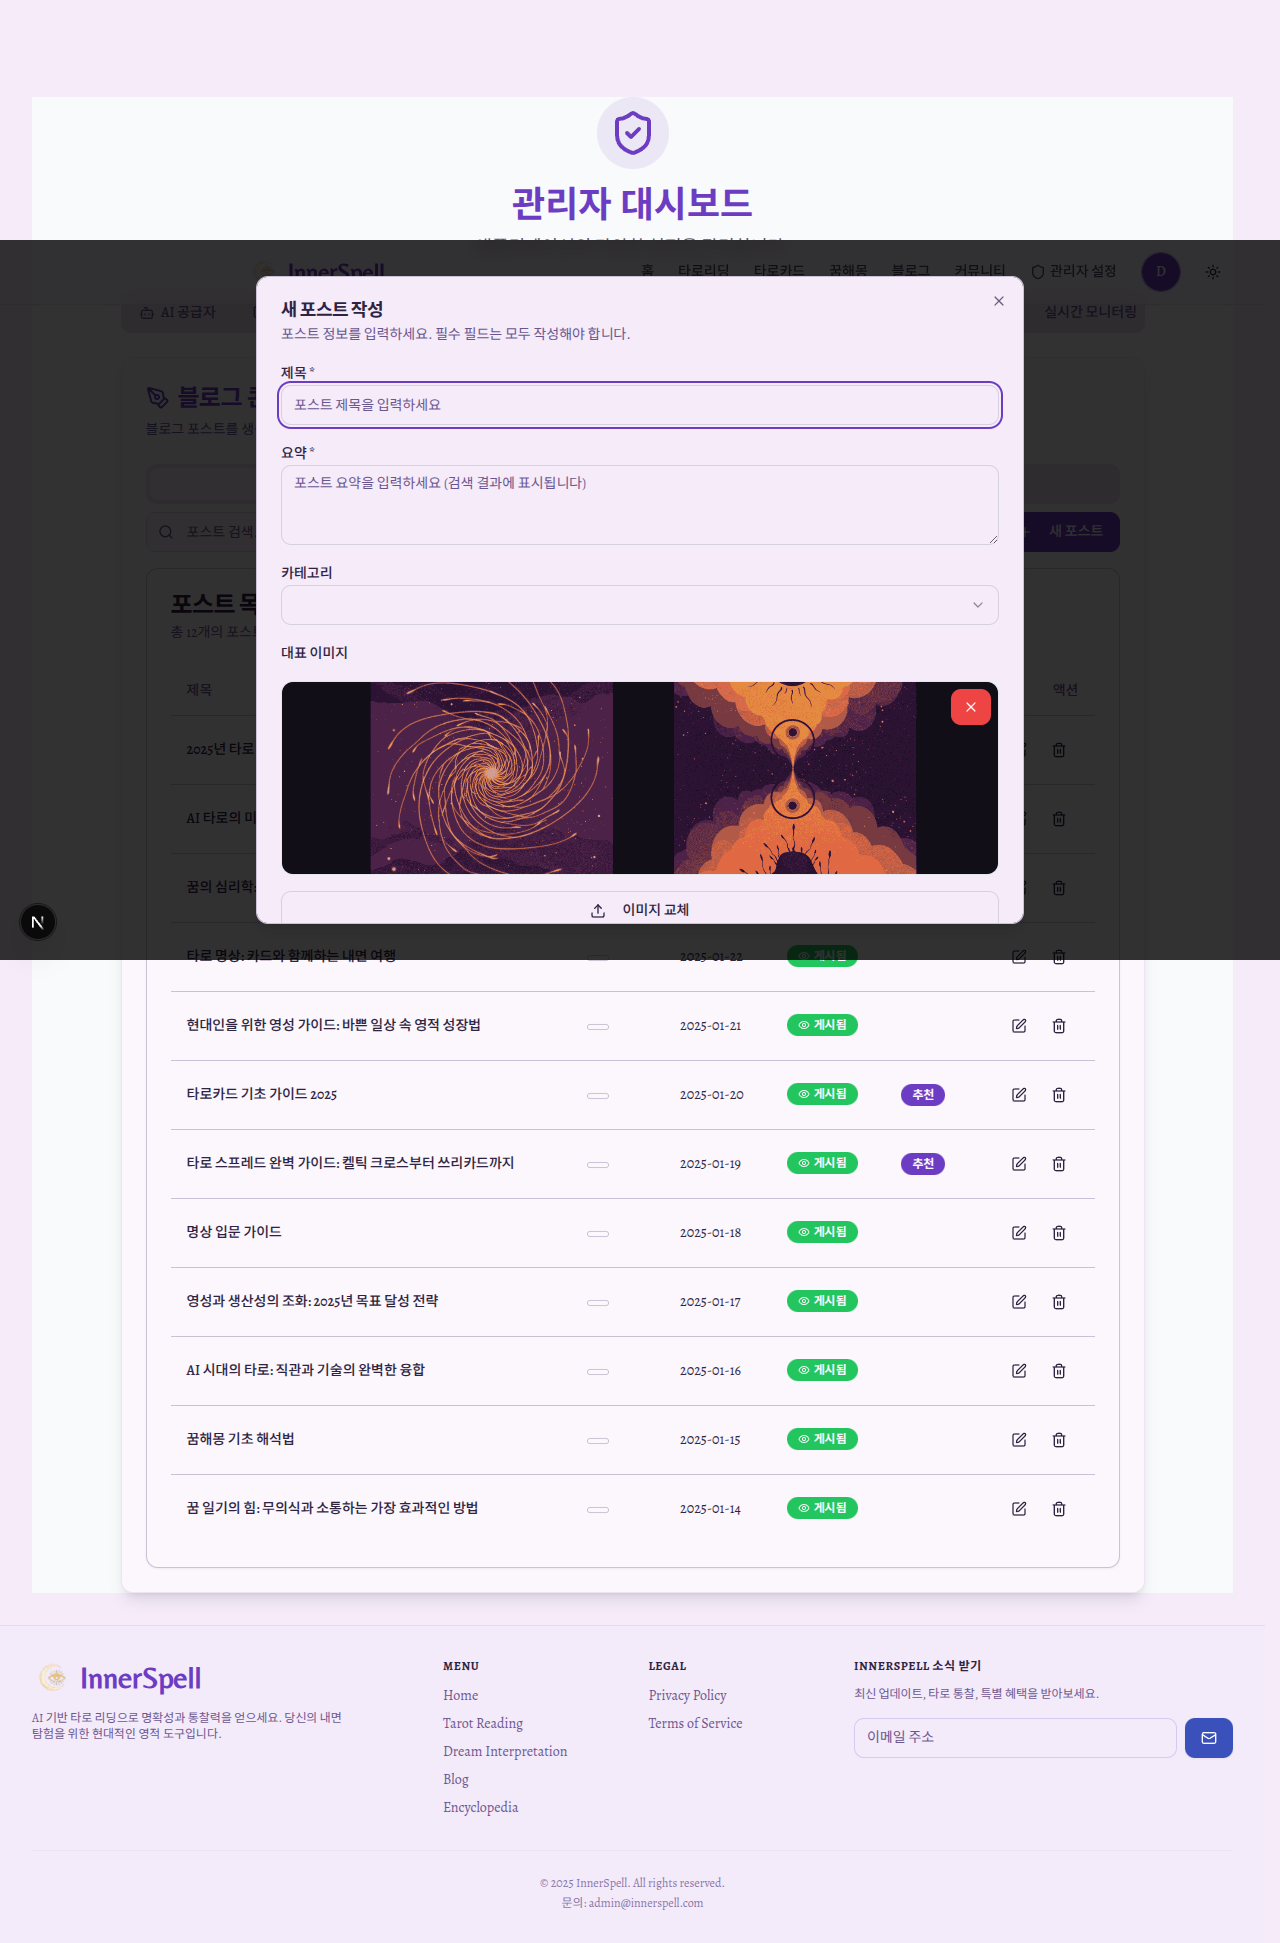 관리자 대시보드
InnerSpell
홈
타로리딩
타로카드
꿈해몽
블로그
커뮤니티
관리자 설정
D
AI 공급자
실시간 모니터링
블로그
블로그 포스트를
새 포스트 작성
포스트 정보를 입력하세요. 필수 필드는 모두 작성해야 합니다.
제목 *
포스트 제목을 입력하세요
요약 *
포스트 요약을 입력하세요 (검색 결과에 표시됩니다)
카테고리
대표 이미지
이미지 교체
포스트 검색
새 포스트
포스트 목
총 12개의 포스
제목
액션
2025년 타로
AI 타로의 미
꿈의 심리학
N
타로 명상: 카드와 함께하는 내면 여행
2025-01-22
게시됨
현대인을 위한 영성 가이드: 바쁜 일상 속 영적 성장법
2025-01-21
게시됨
타로카드 기초 가이드 2025
2025-01-20
게시됨
추천
타로 스프레드 완벽 가이드: 켈틱 크로스부터 쓰리카드까지
2025-01-19
게시됨
추천
명상 입문 가이드
2025-01-18
게시됨
영성과 생산성의 조화: 2025년 목표 달성 전략
2025-01-17
게시됨
AI 시대의 타로: 직관과 기술의 완벽한 융합
2025-01-16
게시됨
꿈해몽 기초 해석법
2025-01-15
게시됨
꿈 일기의 힘: 무의식과 소통하는 가장 효과적인 방법
2025-01-14
게시됨
InnerSpell
AI 기반 타로 리딩으로 명확성과 통찰력을 얻으세요. 당신의 내면
탐험을 위한 현대적인 영적 도구입니다.
MENU
Home
Tarot Reading
Dream Interpretation
Blog
Encyclopedia
LEGAL
Privacy Policy
Terms of Service
INNERSPELL 소식 받기
최신 업데이트, 타로 통찰, 특별 혜택을 받아보세요.
이메일 주소
© 2025 InnerSpell. All rights reserved.
문의: admin@innerspell.com